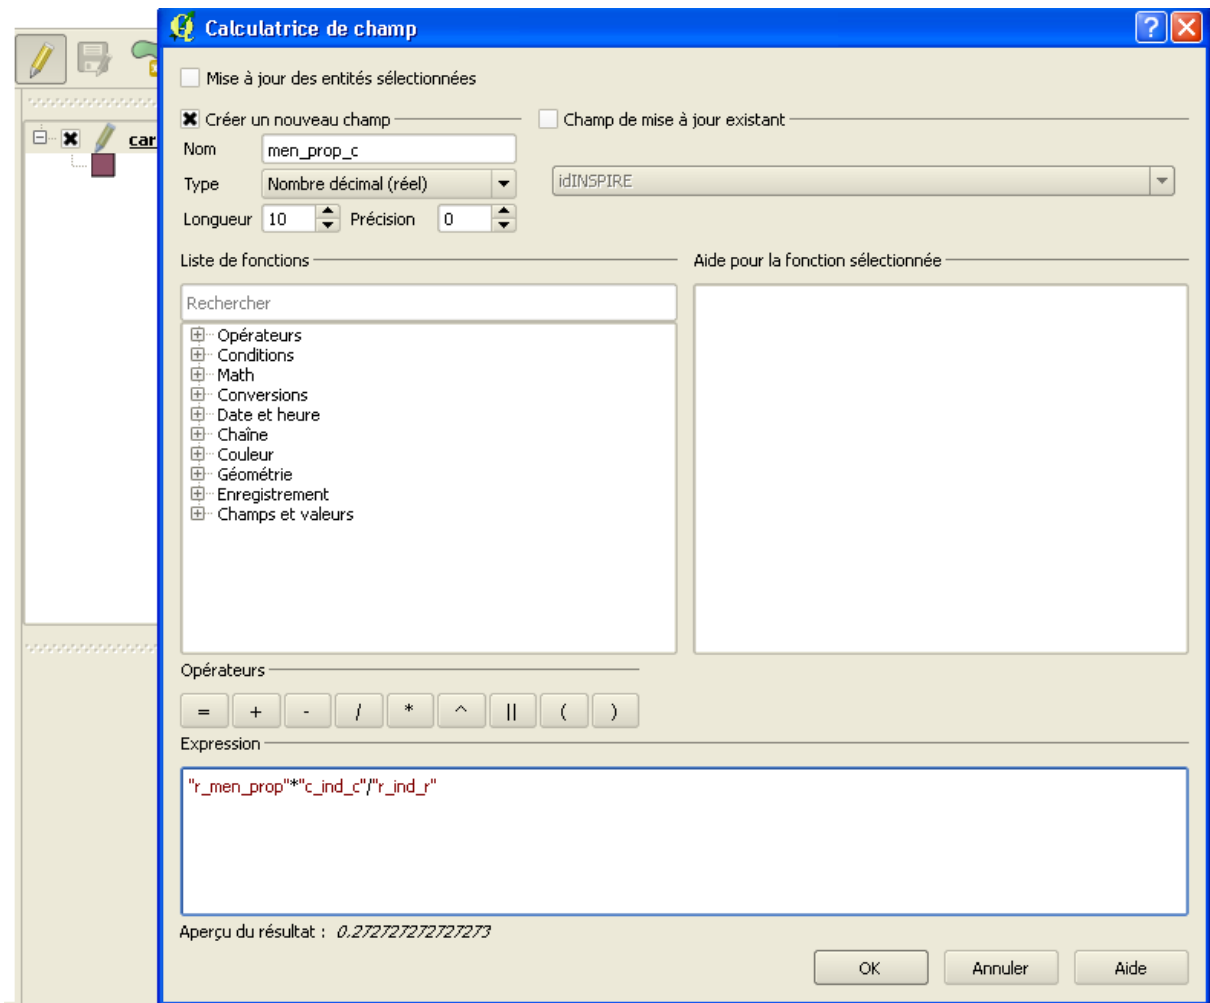 Calculatrice de champ
Mise à jour des entités sélectionnées
Créer un nouveau champ
Champ de mise à jour existant
car
Nom men_prop_c
Type Nombre décimal (réel)
idINSPIRE
Longueur 10 Précision 0
Liste de fonctions
Aide pour la fonction sélectionnée
Rechercher
Opérateurs
Conditions
Math
Conversions
Date et heure
Chaîne
Couleur
Géométrie
Enregistrement
Champs et valeurs
Opérateurs
= + - / * ^ || ( )
Expression
"r_men_prop"*"c_ind_c"/"r_ind_r"
Aperçu du résultat : 0.272727272727273
OK Annuler Aide